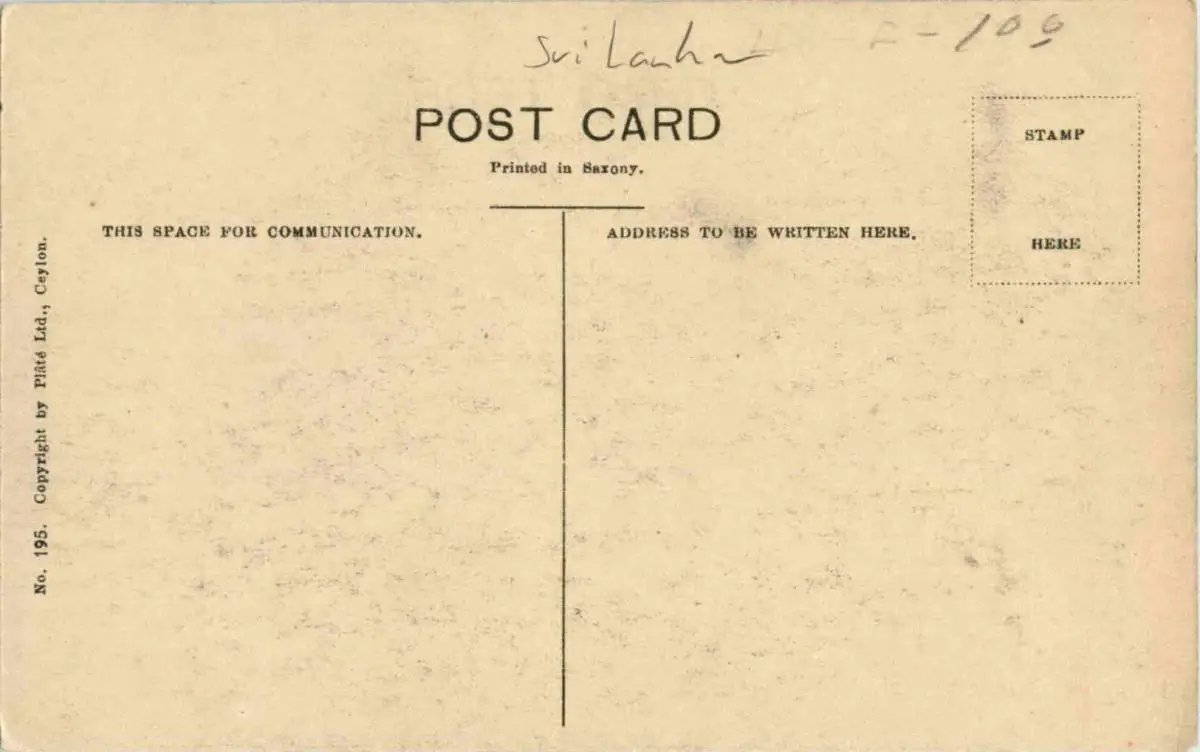 Sri Lanka
- 100
POST CARD
Printed in Saxony.
THIS SPACE FOR COMMUNICATION.
ADDRESS TO BE WRITTEN HERE.
STAMP
HERE
No. 195. Copyright by Plâté Ltd., Ceylon.